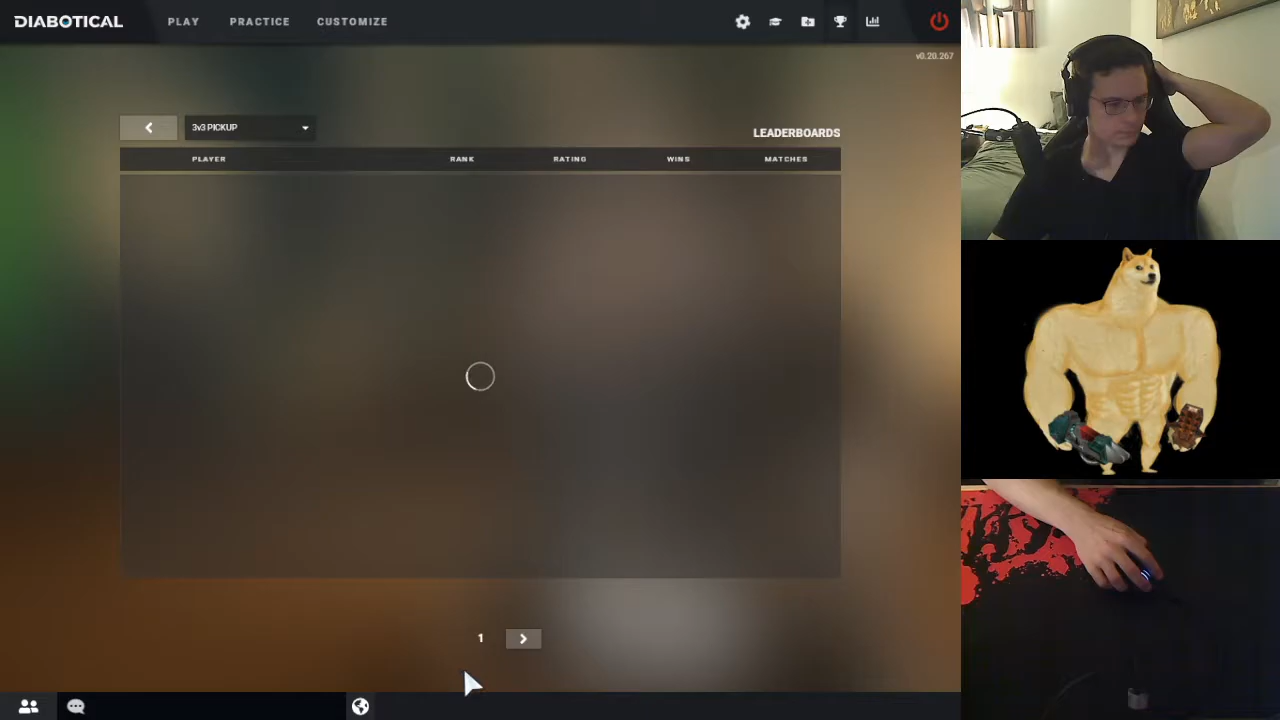 DIABOTICAL PLAY PRACTICE CUSTOMIZE
v0.20.267
3v3 PICKUP LEADERBOARDS
PLAYER RANK RATING WINS MATCHES
1